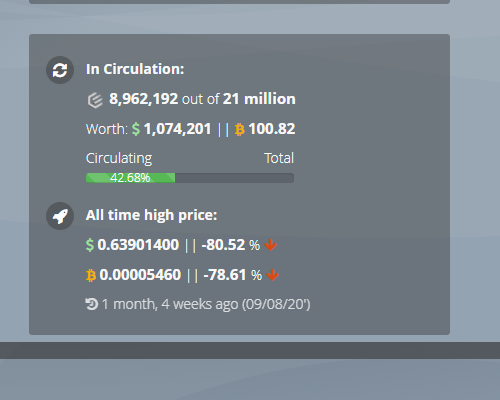 In Circulation:
8,962,192 out of 21 million
Worth: $ 1,074,201 || ₿ 100.82
Circulating Total
42.68%
All time high price:
$ 0.63901400 || -80.52 %
₿ 0.00005460 || -78.61 %
1 month, 4 weeks ago (09/08/20')